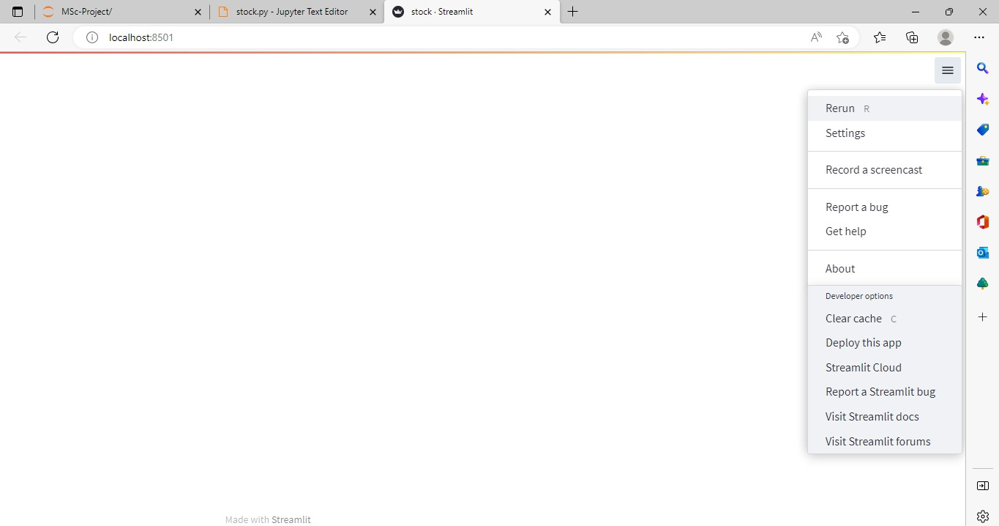 MSc-Project/
stock.py - Jupyter Text Editor
stock · Streamlit
localhost:8501
Rerun R
Settings
Record a screencast
Report a bug
Get help
About
Developer options
Clear cache C
Deploy this app
Streamlit Cloud
Report a Streamlit bug
Visit Streamlit docs
Visit Streamlit forums
Made with Streamlit